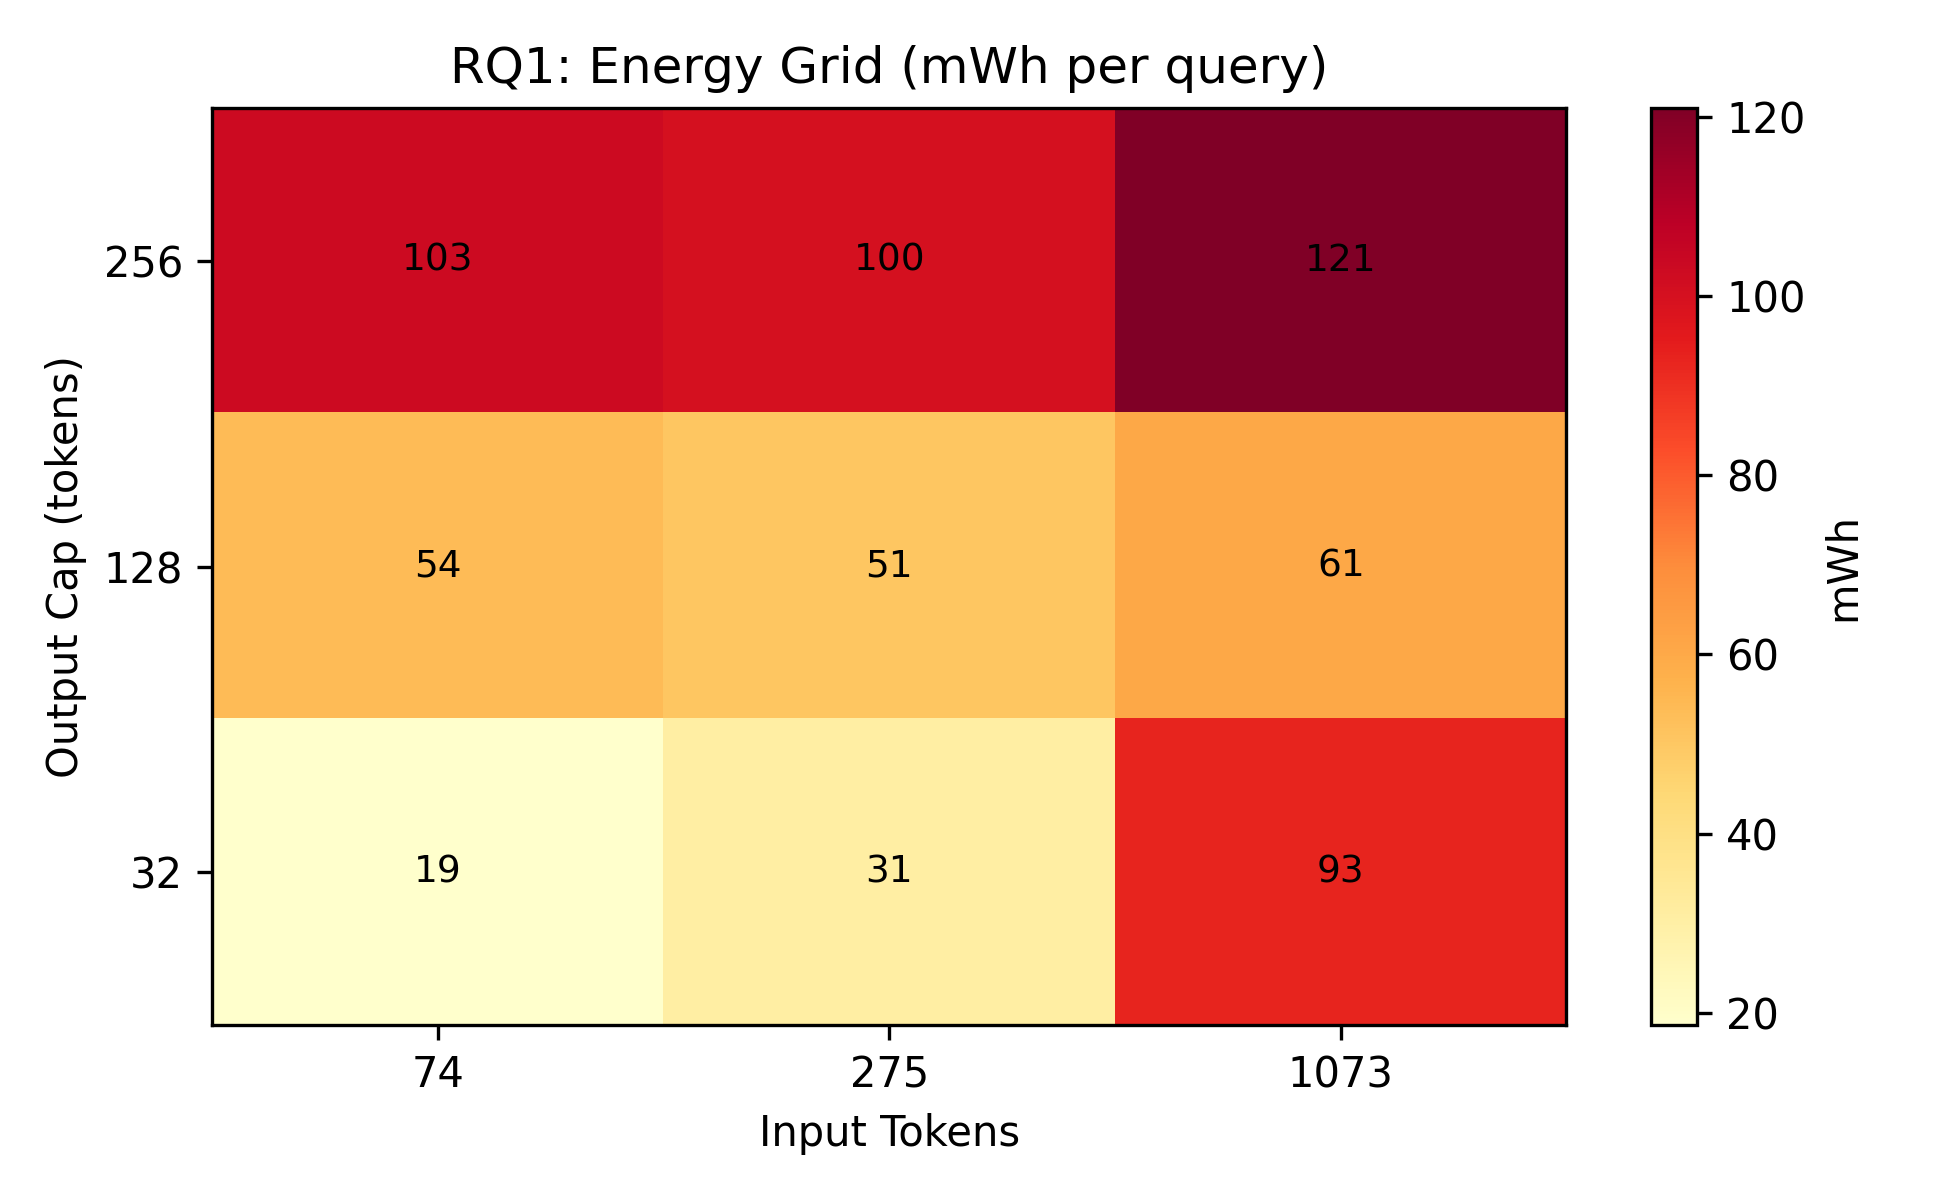 RQ1: Energy Grid (mWh per query)
Output Cap (tokens)
256
128
32
103 100 121
54 51 61
19 31 93
74 275 1073
Input Tokens
120
100
80
60
40
20
mWh